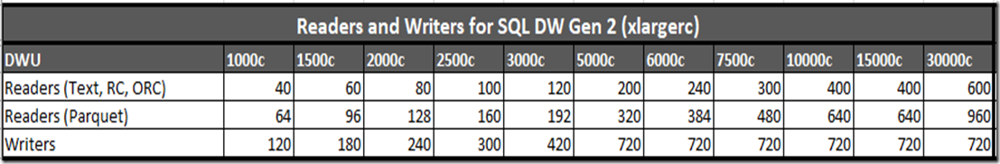 Readers and Writers for SQL DW Gen 2 (xlargerc)
DWU 1000c 1500c 2000c 2500c 3000c 5000c 6000c 7500c 10000c 15000c 30000c
Readers (Text, RC, ORC) 40 60 80 100 120 200 240 300 400 400 600
Readers (Parquet) 64 96 128 160 192 320 384 480 640 640 960
Writers 120 180 240 300 420 720 720 720 720 720 720